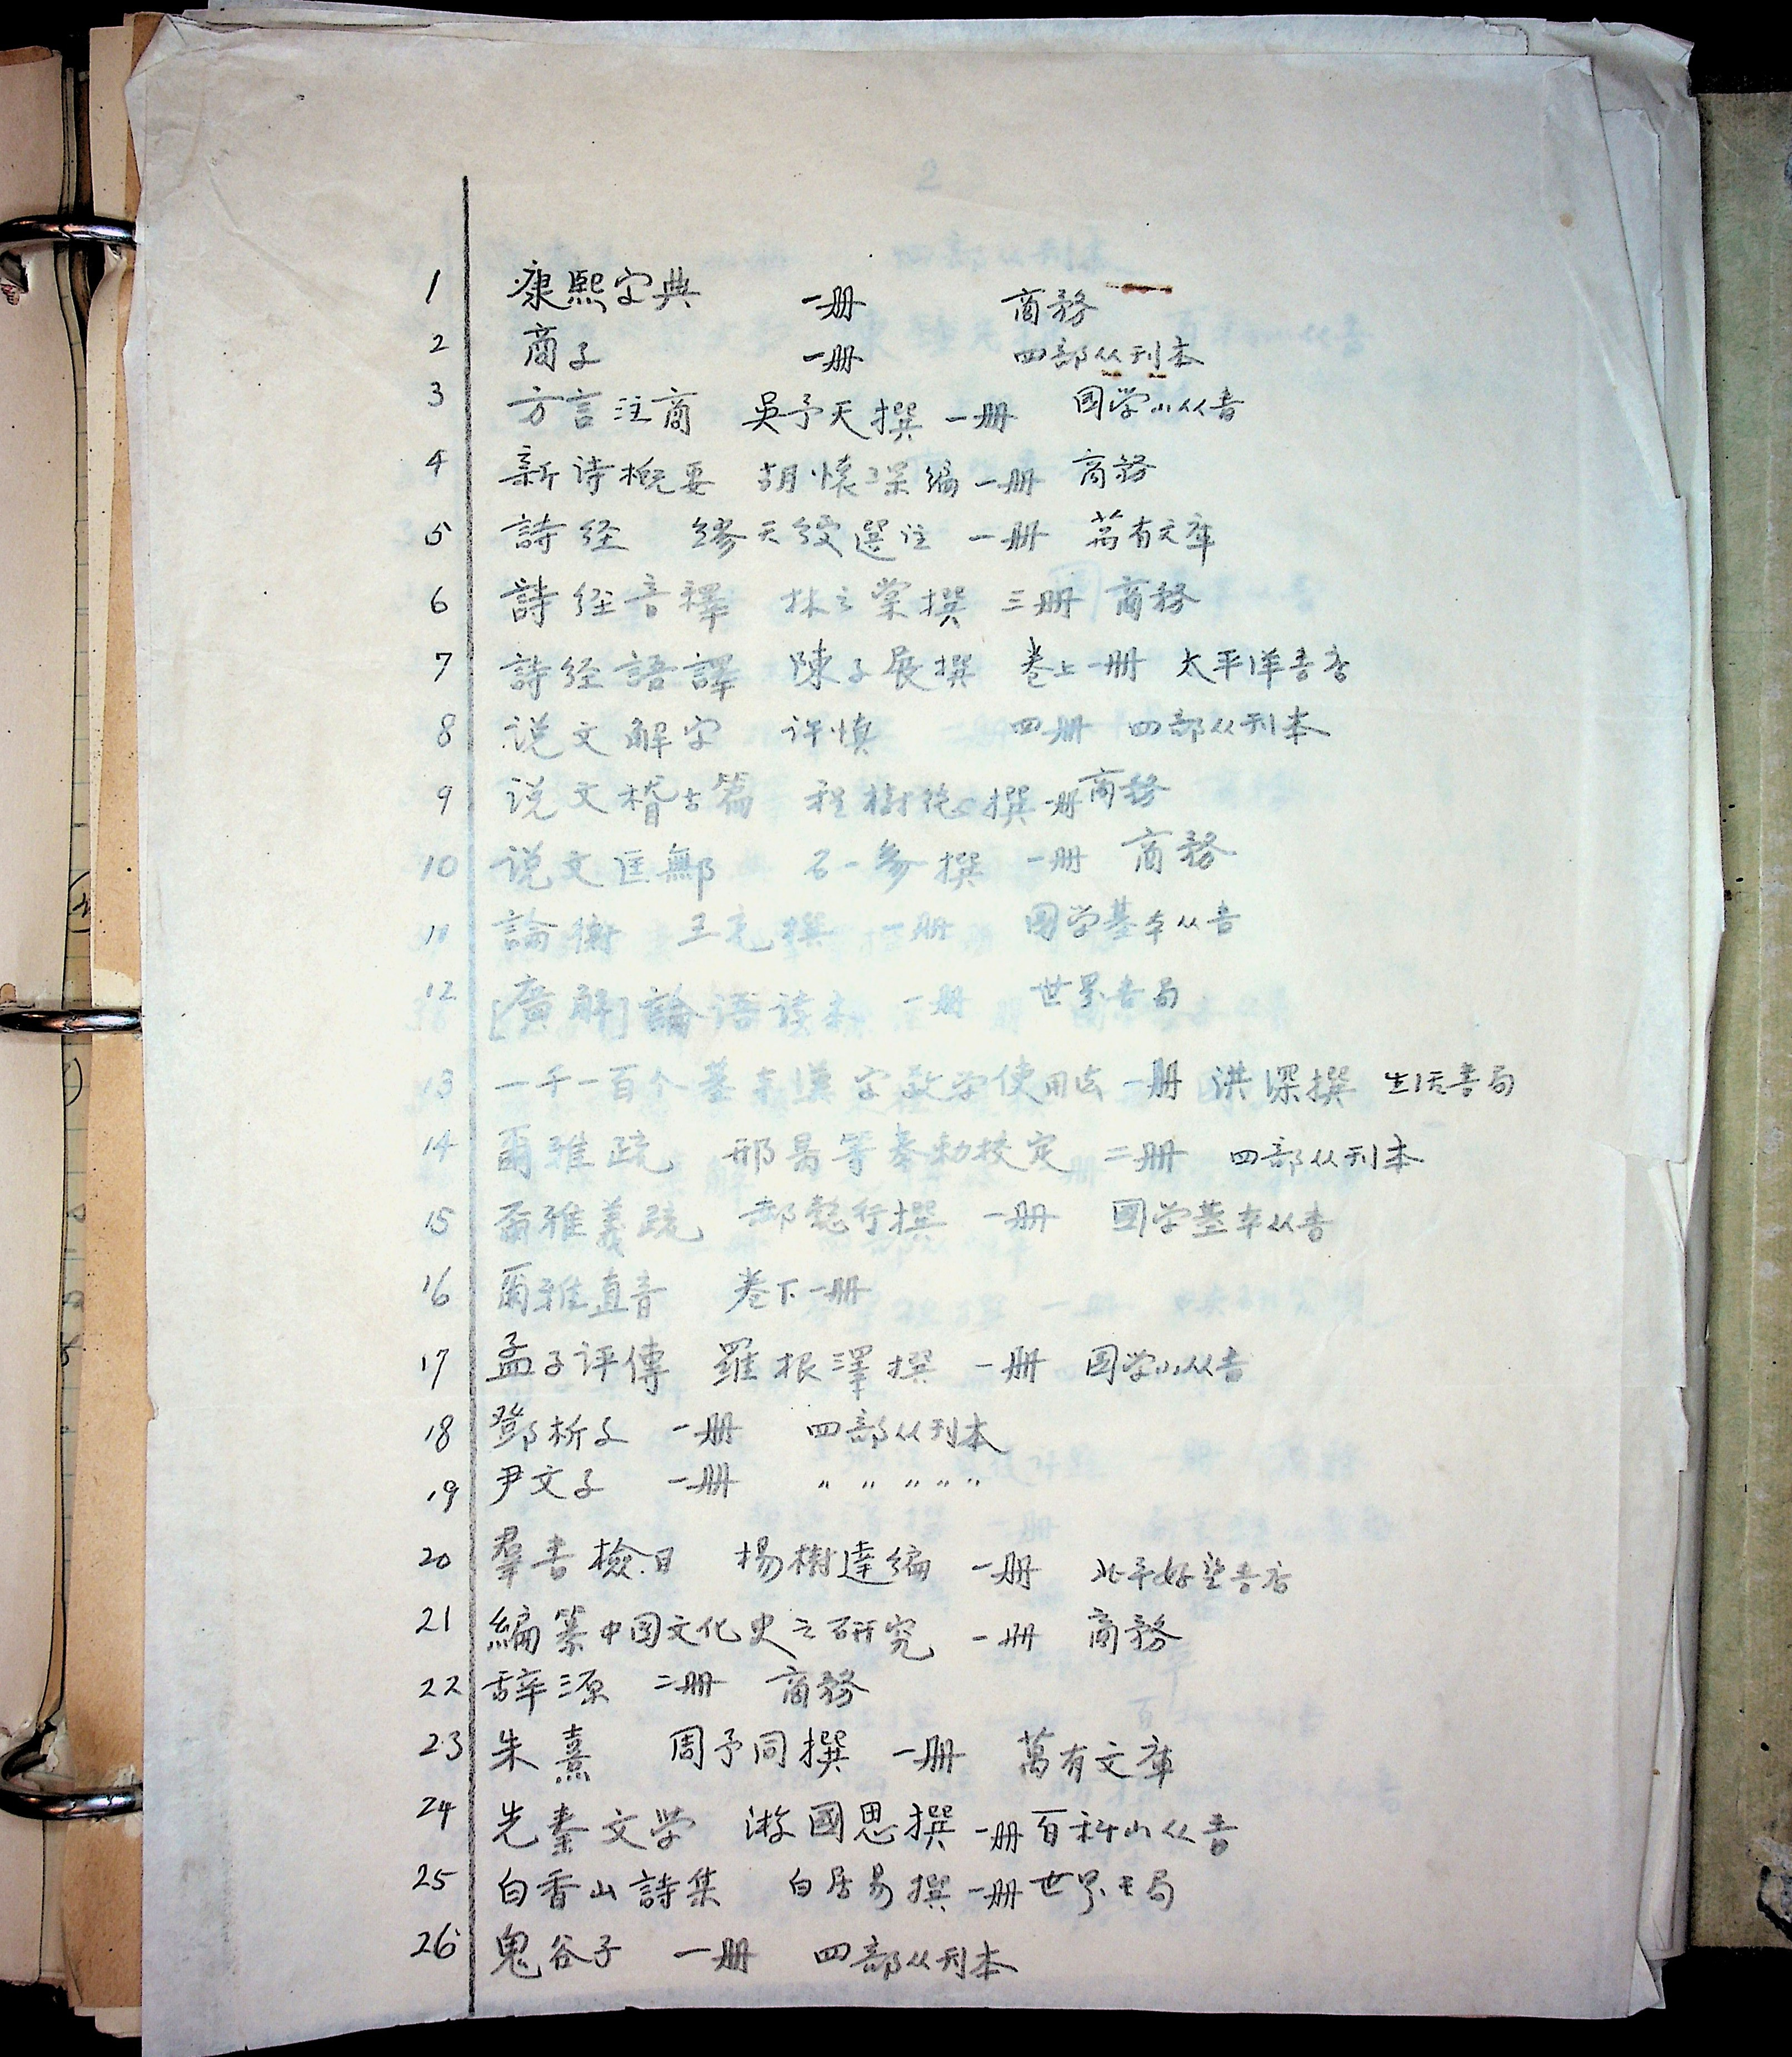 1 康熙字典 一册 商務
2 商子 一册 四部丛刊本
3 方言注商 吳予天撰 一册 国学小丛書
4 新诗概要 胡懷琛编 一册 商務
5 詩経 繆天綬選注 一册 萬有文庫
6 詩経音釋 林之棠撰 三册 商務
7 詩经語譯 陳子展撰 卷上一册 太平洋書店
8 说文解字 许慎 四册 四部丛刊本
9 说文稽古篇 程樹德撰 一册 商務
10 说文匡鄦 石一参撰 一册 商務
11 論衡 王充撰 一册 国学基本丛書
12 [廣解]論语读本 一册 世界書局
13 一千一百个基本漢字教学使用法 一册 洪深撰 生活書局
14 爾雅疏 邢昺等奉勅校定 二册 四部丛刊本
15 爾雅義疏 郝懿行撰 一册 国学基本丛書
16 爾雅直音 卷下一册
17 孟子评傳 羅根澤撰 一册 国学小丛書
18 鄧析子 一册 四部丛刊本
19 尹文子 一册 〃 〃 〃 〃 〃
20 羣書檢目 楊樹達编 一册 北平好望書店
21 編纂中国文化史之研究 一册 商務
22 辞源 二册 商務
23 朱熹 周予同撰 一册 萬有文庫
24 先秦文学 游國恩撰 一册 百科小丛書
25 白香山詩集 白居易撰 一册 世界书局
26 鬼谷子 一册 四部丛刊本